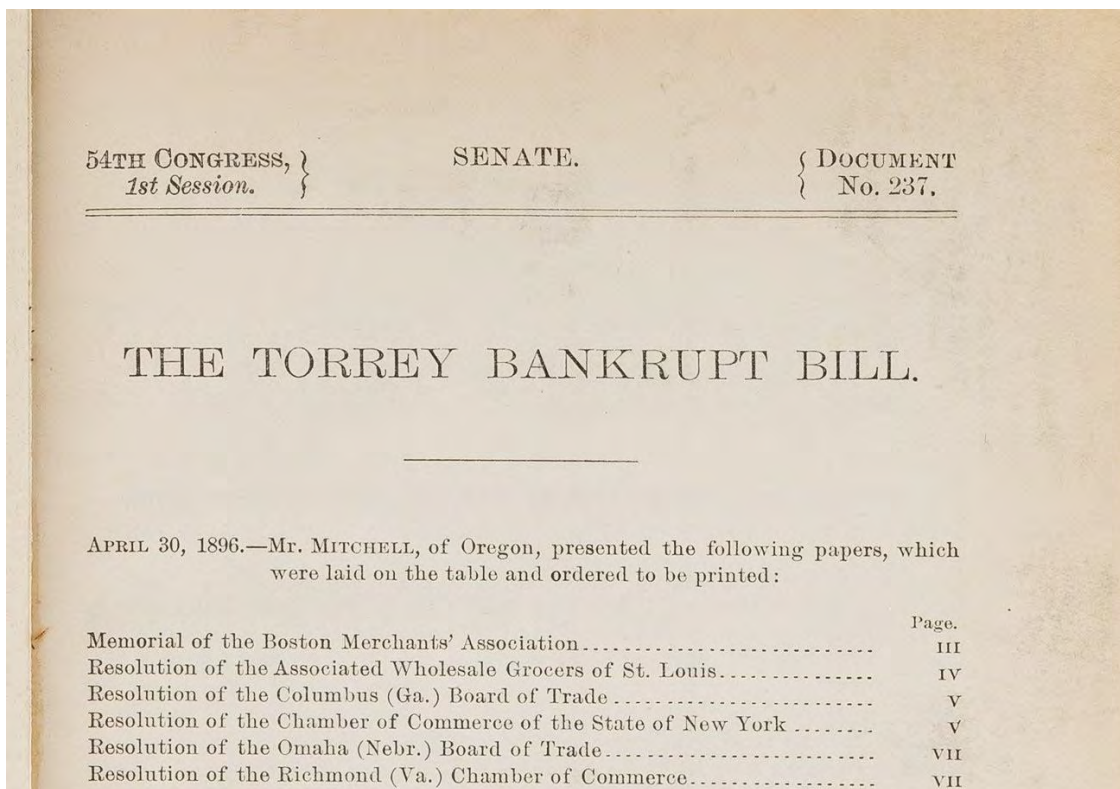 54TH CONGRESS, } SENATE. { DOCUMENT
1st Session. } { No. 237.
THE TORREY BANKRUPT BILL.
APRIL 30, 1896.—Mr. MITCHELL, of Oregon, presented the following papers, which
were laid on the table and ordered to be printed:
Page.
Memorial of the Boston Merchants' Association............................ III
Resolution of the Associated Wholesale Grocers of St. Louis................ IV
Resolution of the Columbus (Ga.) Board of Trade........................... V
Resolution of the Chamber of Commerce of the State of New York ........ V
Resolution of the Omaha (Nebr.) Board of Trade............................ VII
Resolution of the Richmond (Va.) Chamber of Commerce................... VII